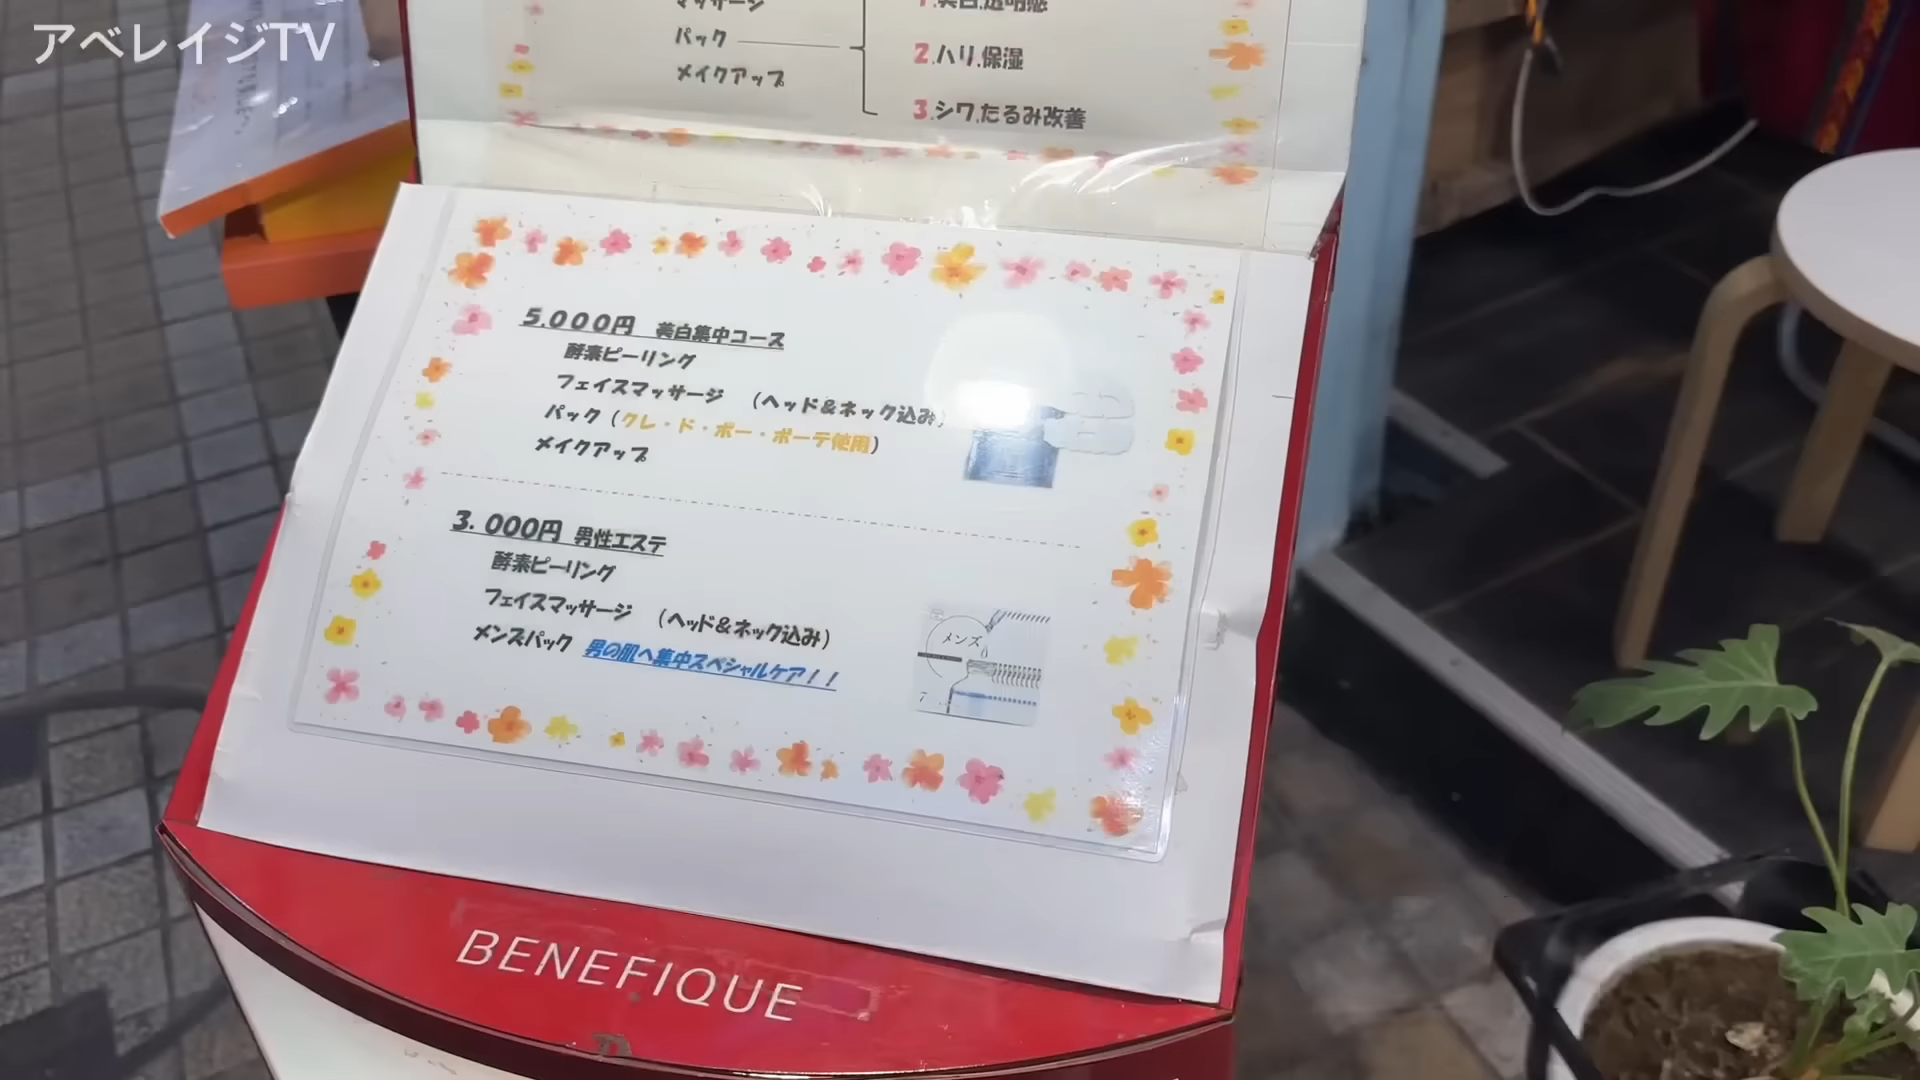 アベレイジTV
マッサージ
パック
メイクアップ
1.美白.透明感
2.ハリ.保湿
3.シワ.たるみ改善
5.000円 美白集中コース
酵素ピーリング
フェイスマッサージ (ヘッド&ネック込み)
パック(クレ・ド・ポー・ボーテ使用)
メイクアップ
3.000円 男性エステ
酵素ピーリング
フェイスマッサージ (ヘッド&ネック込み)
メンズパック 男の肌へ集中スペシャルケア!!
メンズ
7
BENEFIQUE